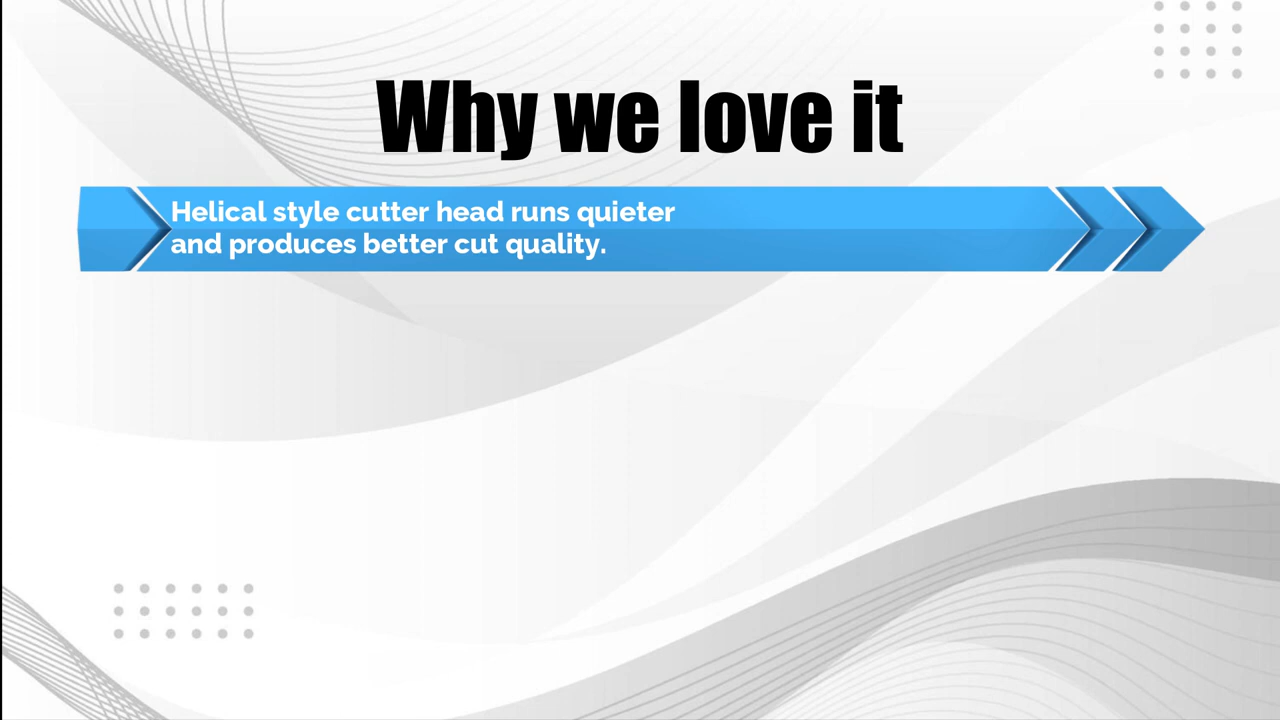 Why we love it
Helical style cutter head runs quieter
and produces better cut quality.